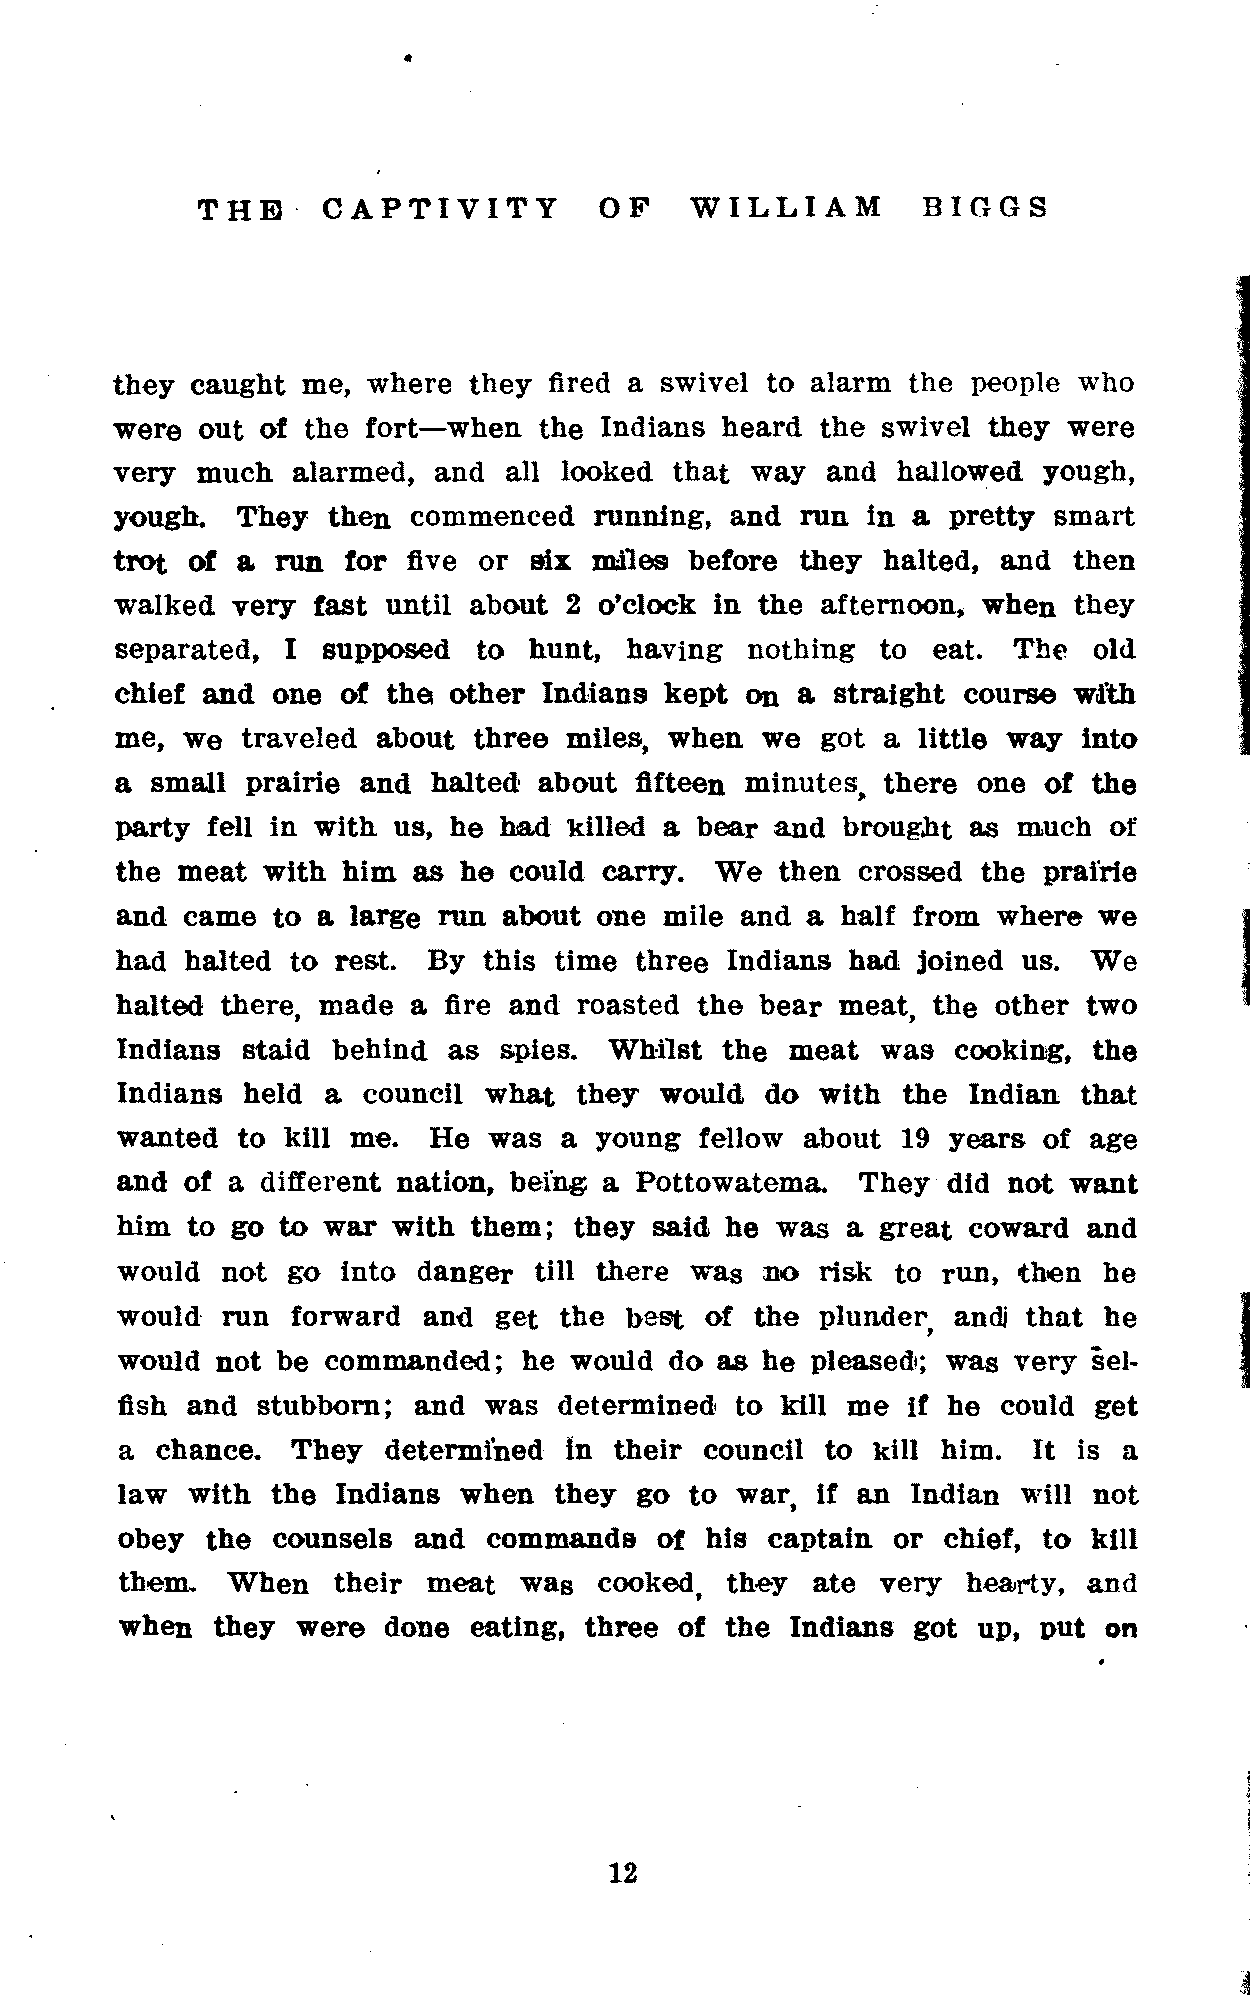 THE CAPTIVITY OF WILLIAM BIGGS
they caught me, where they fired a swivel to alarm the people who
were out of the fort—when the Indians heard the swivel they were
very much alarmed, and all looked that way and hallowed yough,
yough. They then commenced running, and run in a pretty smart
trot of a run for five or six miles before they halted, and then
walked very fast until about 2 o'clock in the afternoon, when they
separated, I supposed to hunt, having nothing to eat. The old
chief and one of the other Indians kept on a straight course with
me, we traveled about three miles, when we got a little way into
a small prairie and halted about fifteen minutes, there one of the
party fell in with us, he had killed a bear and brought as much of
the meat with him as he could carry. We then crossed the prairie
and came to a large run about one mile and a half from where we
had halted to rest. By this time three Indians had joined us. We
halted there, made a fire and roasted the bear meat, the other two
Indians staid behind as spies. Whilst the meat was cooking, the
Indians held a council what they would do with the Indian that
wanted to kill me. He was a young fellow about 19 years of age
and of a different nation, being a Pottowatema. They did not want
him to go to war with them; they said he was a great coward and
would not go into danger till there was no risk to run, then he
would run forward and get the best of the plunder, and that he
would not be commanded; he would do as he pleased; was very sel-
fish and stubborn; and was determined to kill me if he could get
a chance. They determined in their council to kill him. It is a
law with the Indians when they go to war, if an Indian will not
obey the counsels and commands of his captain or chief, to kill
them. When their meat was cooked, they ate very hearty, and
when they were done eating, three of the Indians got up, put on
12